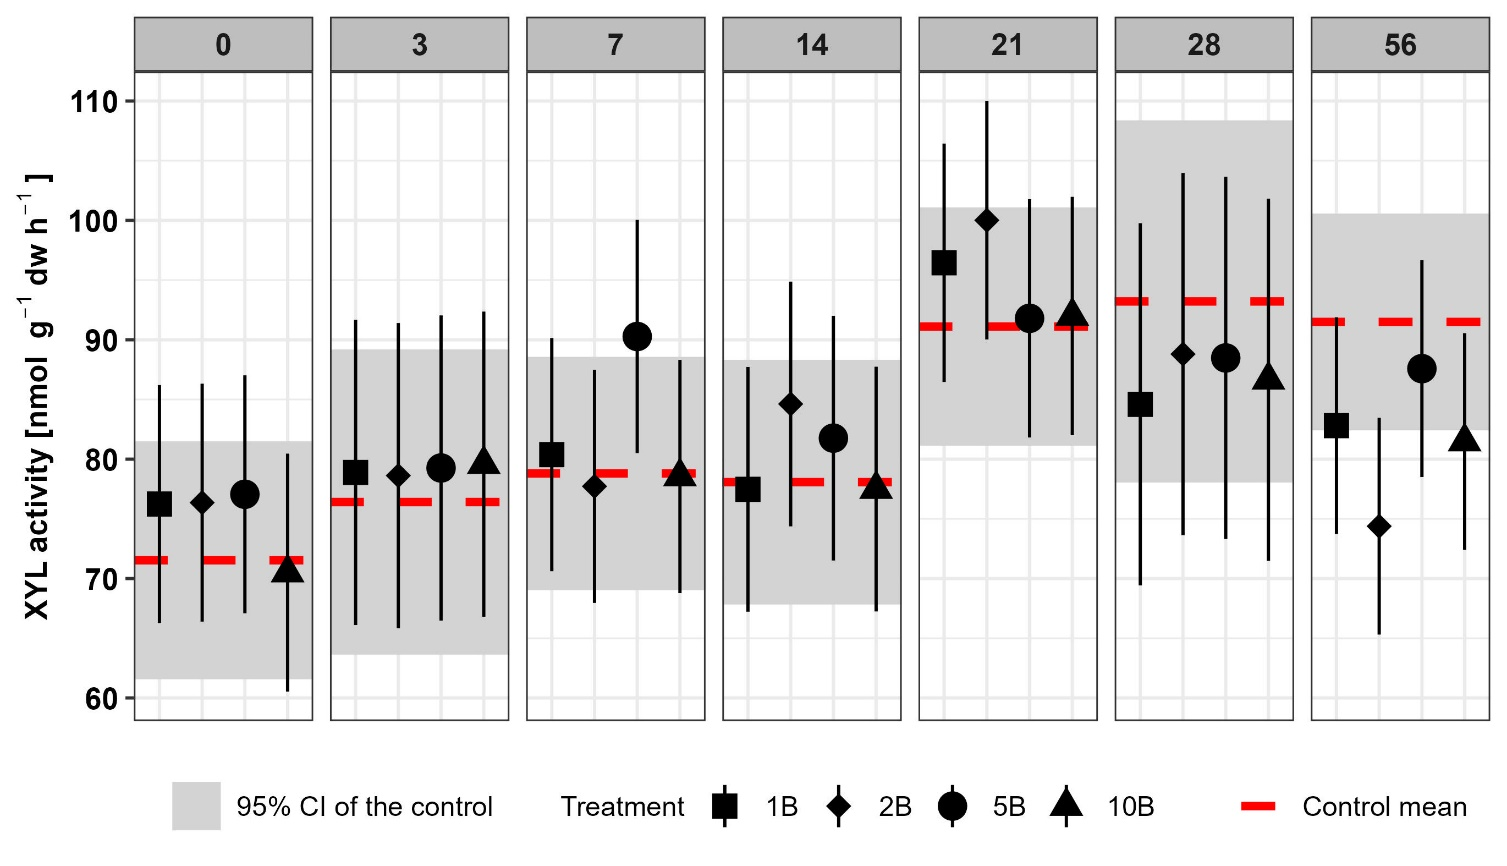 0 3 7 14 21 28 56
110
100
90
80
70
60
XYL activity [nmol g⁻¹ dw h⁻¹ ]
95% CI of the control Treatment 1B 2B 5B 10B Control mean